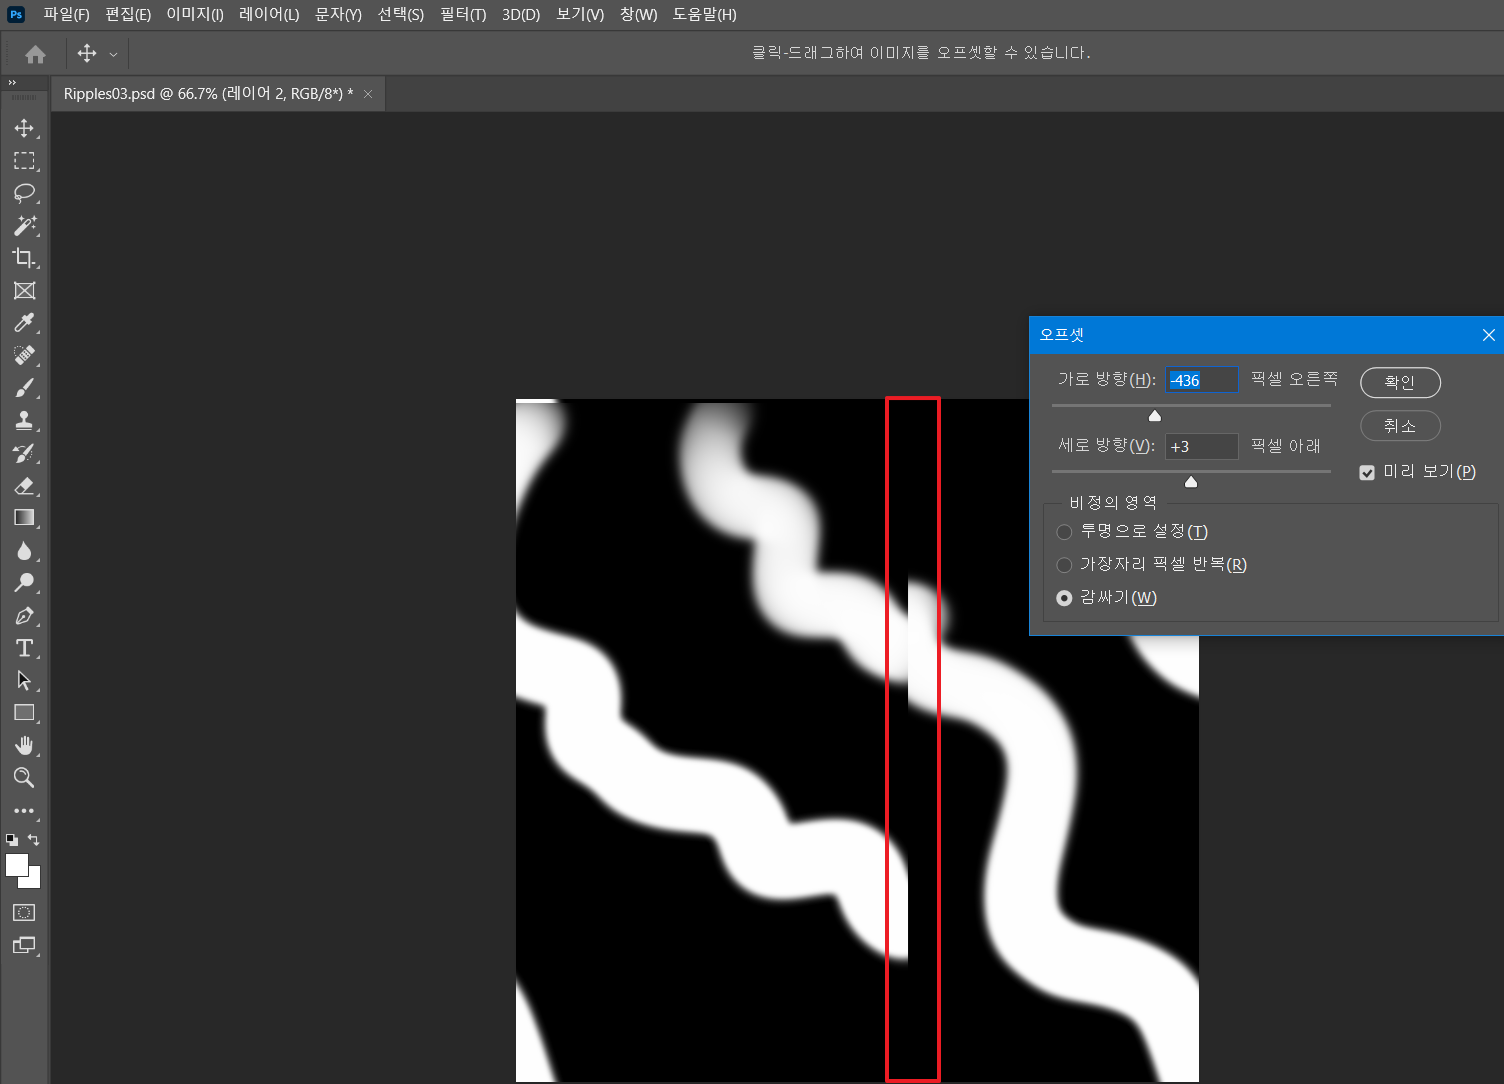 Ps 파일(F) 편집(E) 이미지(I) 레이어(L) 문자(Y) 선택(S) 필터(T) 3D(D) 보기(V) 창(W) 도움말(H)
클릭-드래그하여 이미지를 오프셋할 수 있습니다.
Ripples03.psd @ 66.7% (레이어 2, RGB/8*) *
오프셋
가로 방향(H): -436 픽셀 오른쪽 확인
취소
세로 방향(V): +3 픽셀 아래
미리 보기(P)
비정의 영역
투명으로 설정(T)
가장자리 픽셀 반복(R)
감싸기(W)